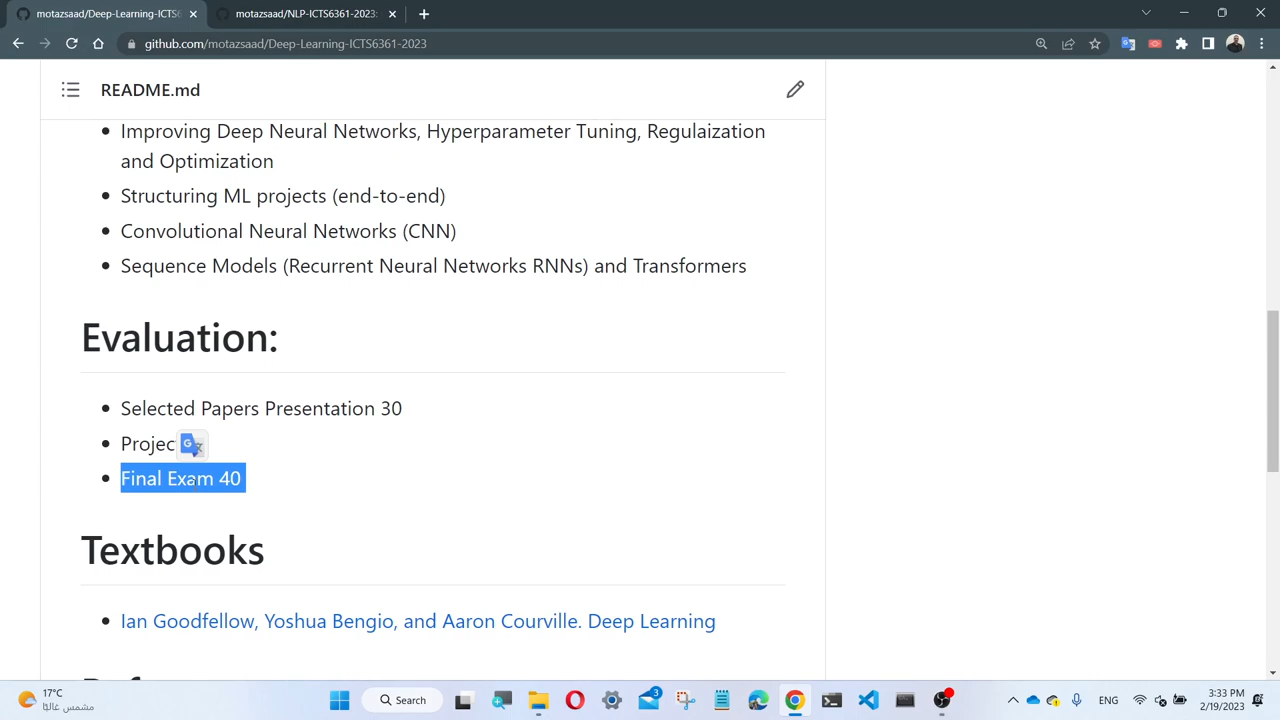 motazsaad/Deep-Learning-ICTS6
motazsaad/NLP-ICTS6361-2023:
github.com/motazsaad/Deep-Learning-ICTS6361-2023
README.md
Improving Deep Neural Networks, Hyperparameter Tuning, Regulaization
and Optimization
Structuring ML projects (end-to-end)
Convolutional Neural Networks (CNN)
Sequence Models (Recurrent Neural Networks RNNs) and Transformers
Evaluation:
Selected Papers Presentation 30
Projec
Final Exam 40
Textbooks
Ian Goodfellow, Yoshua Bengio, and Aaron Courville. Deep Learning
17°C
مشمس غالبًا
Search
3
ENG
3:33 PM
2/19/2023